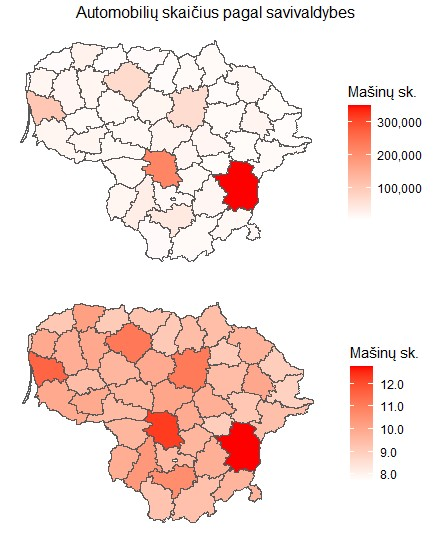 Automobilių skaičius pagal savivaldybes
Mašinų sk.
300,000
200,000
100,000
Mašinų sk.
12.0
11.0
10.0
9.0
8.0